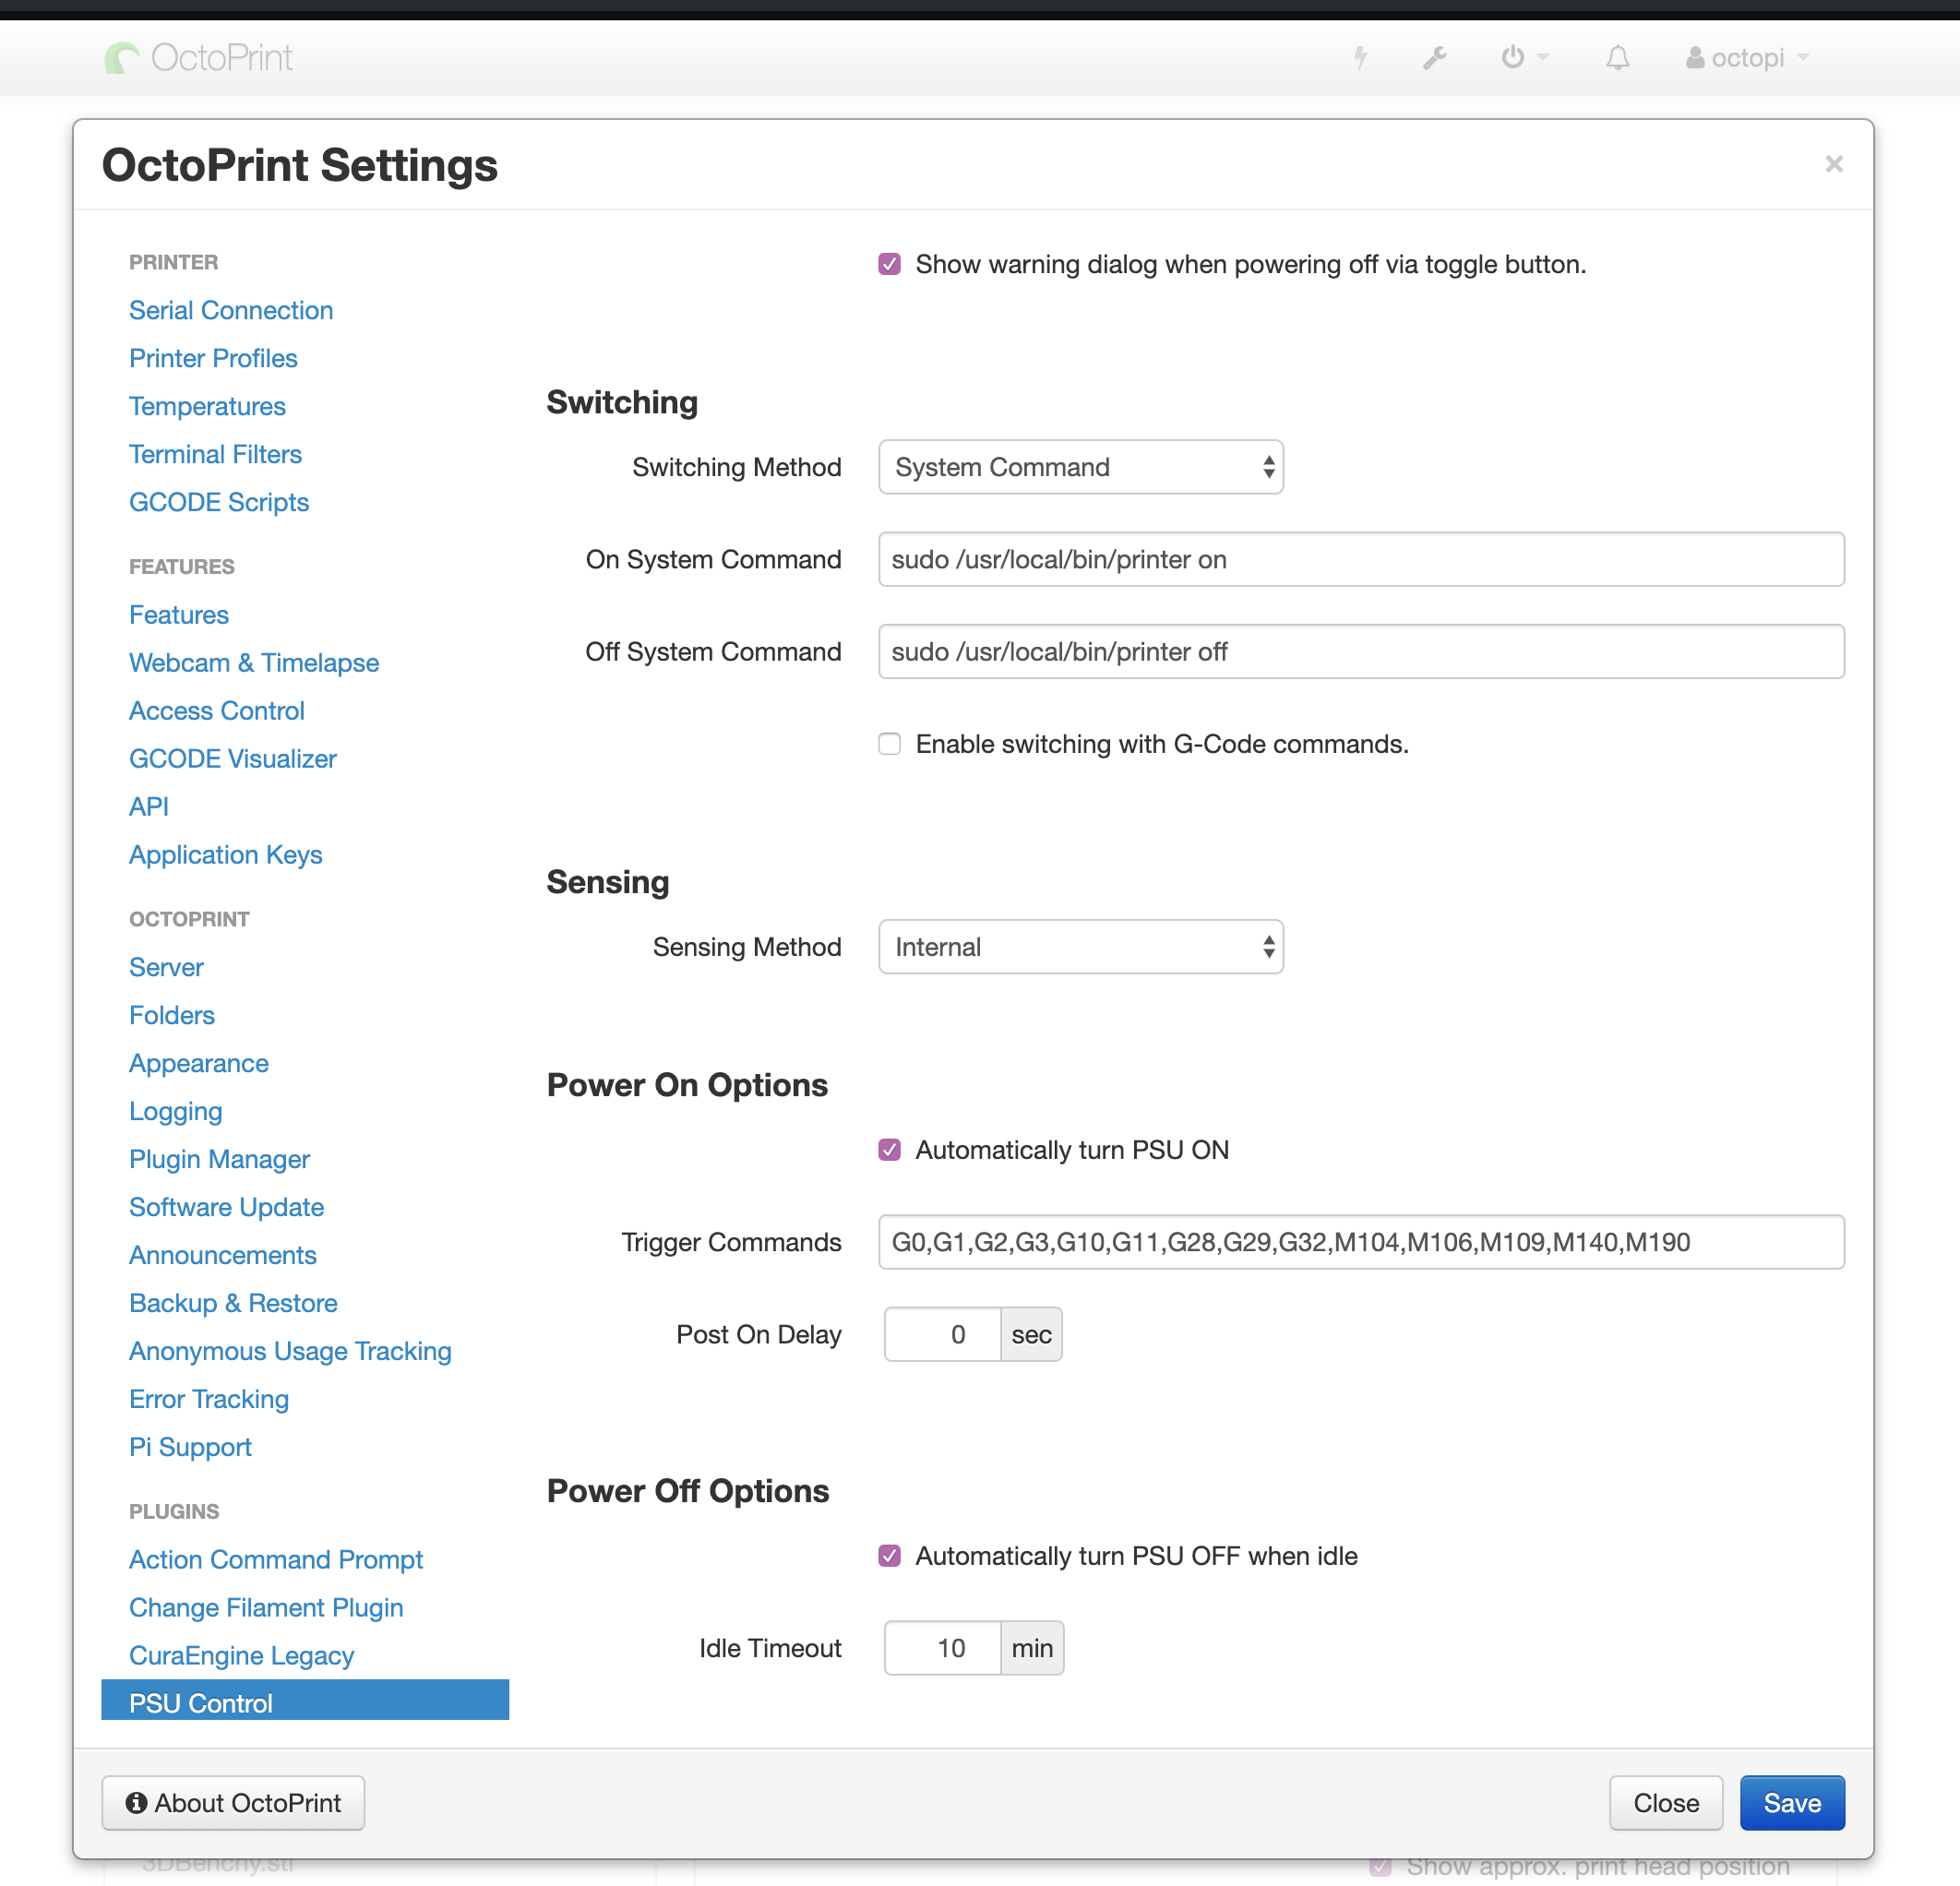 OctoPrint
octopi
OctoPrint Settings
×
PRINTER
Serial Connection
Printer Profiles
Temperatures
Terminal Filters
GCODE Scripts
FEATURES
Features
Webcam & Timelapse
Access Control
GCODE Visualizer
API
Application Keys
OCTOPRINT
Server
Folders
Appearance
Logging
Plugin Manager
Software Update
Announcements
Backup & Restore
Anonymous Usage Tracking
Error Tracking
Pi Support
PLUGINS
Action Command Prompt
Change Filament Plugin
CuraEngine Legacy
PSU Control
Show warning dialog when powering off via toggle button.
Switching
Switching Method System Command
On System Command sudo /usr/local/bin/printer on
Off System Command sudo /usr/local/bin/printer off
Enable switching with G-Code commands.
Sensing
Sensing Method Internal
Power On Options
Automatically turn PSU ON
Trigger Commands G0,G1,G2,G3,G10,G11,G28,G29,G32,M104,M106,M109,M140,M190
Post On Delay 0 sec
Power Off Options
Automatically turn PSU OFF when idle
Idle Timeout 10 min
About OctoPrint
Close
Save
3DBenchy.stl
Show approx. print head position